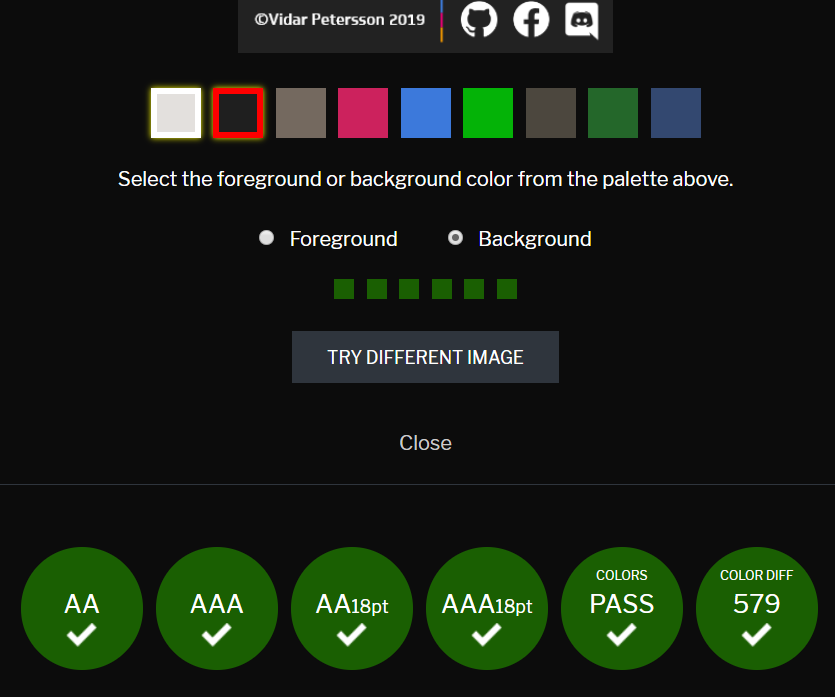 ©Vidar Petersson 2019
Select the foreground or background color from the palette above.
Foreground Background
TRY DIFFERENT IMAGE
Close
AA
AAA
AA18pt
AAA18pt
COLORS
PASS
COLOR DIFF
579